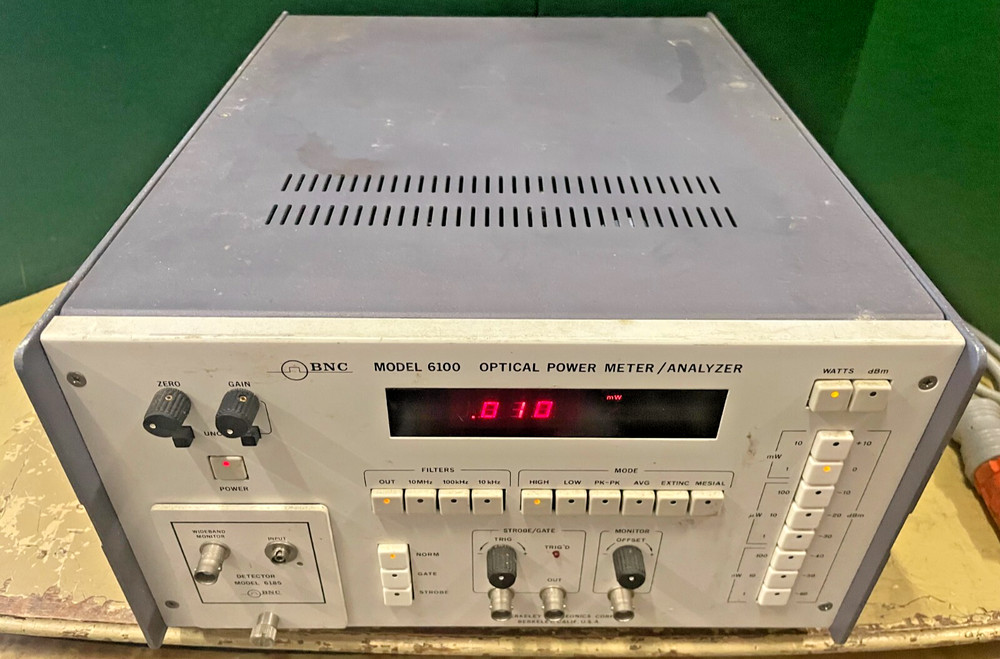 BNC MODEL 6100 OPTICAL POWER METER/ANALYZER
WATTS dBm
ZERO GAIN
.010 mW
POWER
FILTERS
OUT 10MHz 100kHz 10kHz
MODE
HIGH LOW PK-PK AVG EXTINC MESIAL
10 +10
mW
1 0
100 -10
µW 10 -20 dBm
1 -30
100 -40
10 -50
1 -60
WIDEBAND
MONITOR
INPUT
DETECTOR
MODEL 6185
BNC
NORM
GATE
STROBE
STROBE/GATE
TRIG
TRIG'D
OUT
MONITOR
OFFSET
BERKELEY, CALIF. U.S.A.